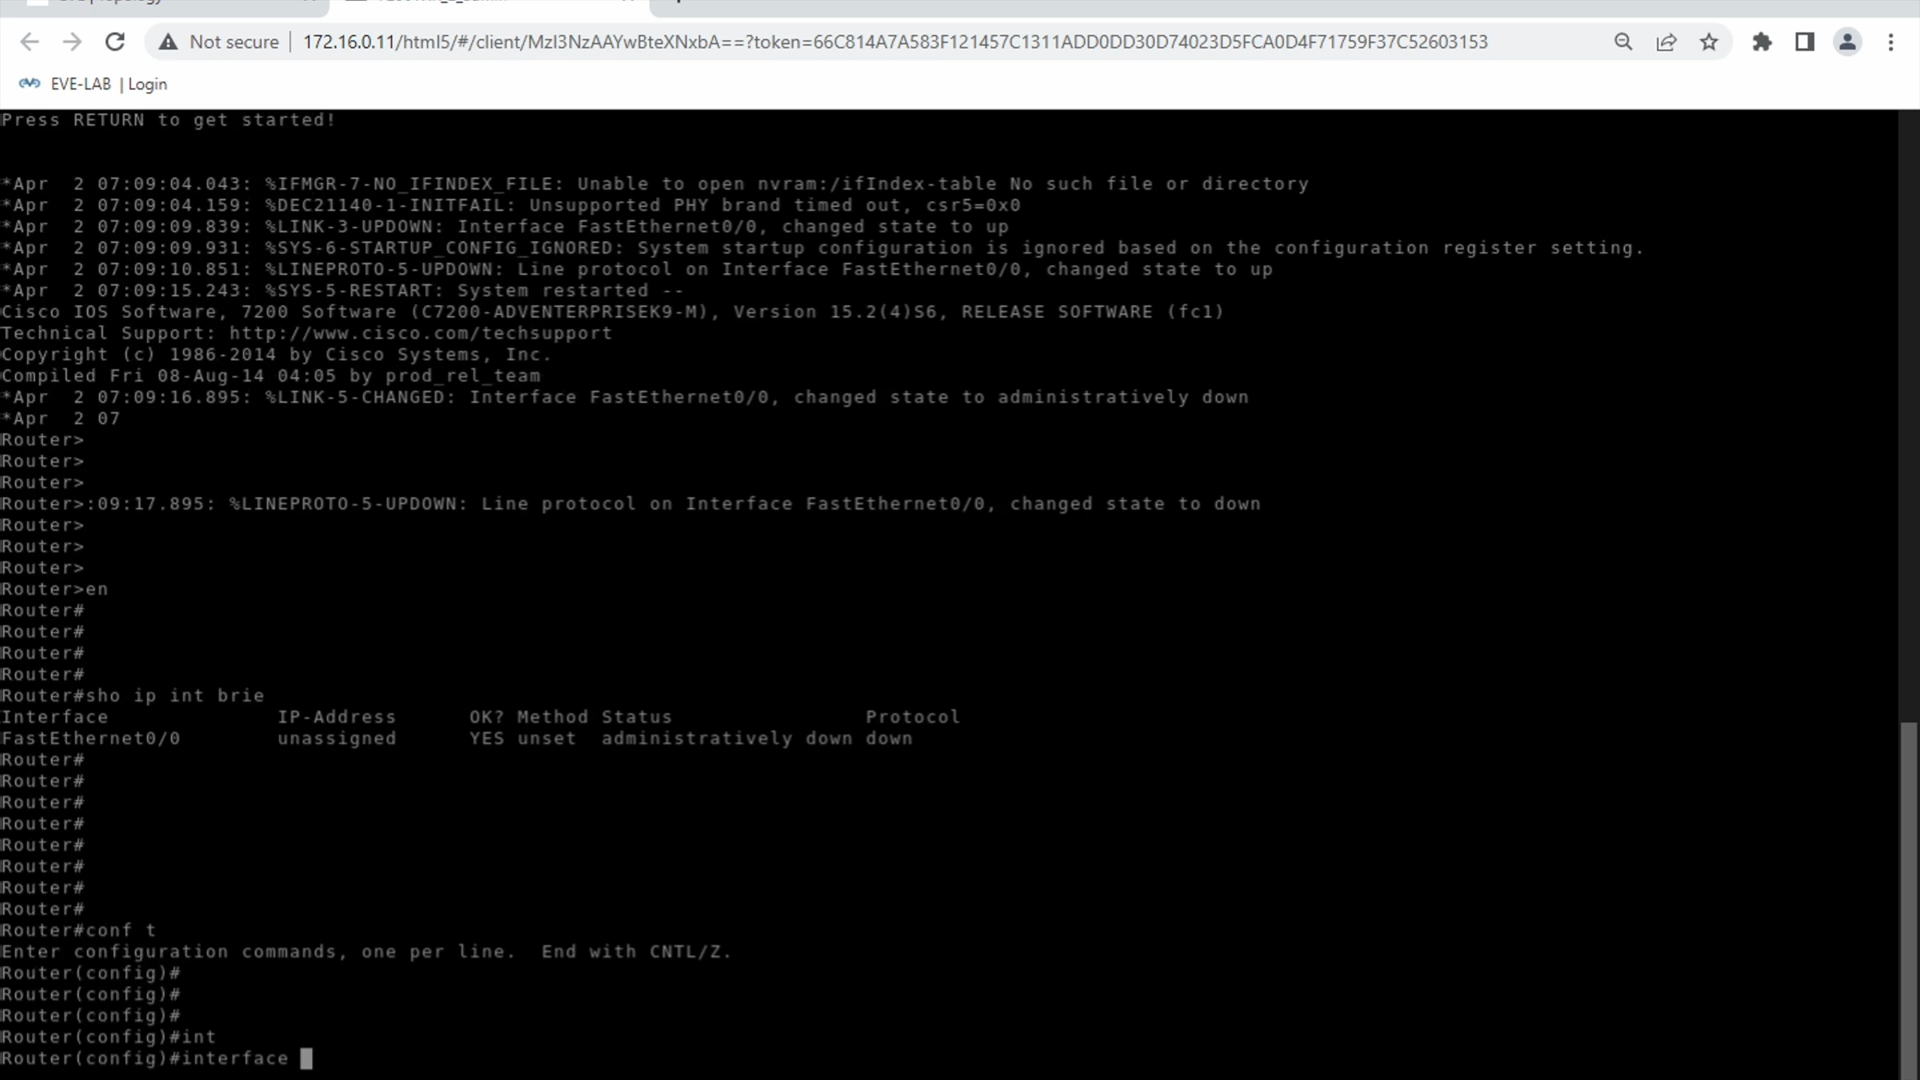 Not secure 172.16.0.11/html5/#/client/MzI3NzAAYwBteXNxbA==?token=66C814A7A583F121457C1311ADD0DD30D74023D5FCA0D4F71759F37C52603153
EVE-LAB | Login
Press RETURN to get started!
*Apr  2 07:09:04.043: %IFMGR-7-NO_IFINDEX_FILE: Unable to open nvram:/ifIndex-table No such file or directory
*Apr  2 07:09:04.159: %DEC21140-1-INITFAIL: Unsupported PHY brand timed out, csr5=0x0
*Apr  2 07:09:09.839: %LINK-3-UPDOWN: Interface FastEthernet0/0, changed state to up
*Apr  2 07:09:09.931: %SYS-6-STARTUP_CONFIG_IGNORED: System startup configuration is ignored based on the configuration register setting.
*Apr  2 07:09:10.851: %LINEPROTO-5-UPDOWN: Line protocol on Interface FastEthernet0/0, changed state to up
*Apr  2 07:09:15.243: %SYS-5-RESTART: System restarted --
Cisco IOS Software, 7200 Software (C7200-ADVENTERPRISEK9-M), Version 15.2(4)S6, RELEASE SOFTWARE (fc1)
Technical Support: http://www.cisco.com/techsupport
Copyright (c) 1986-2014 by Cisco Systems, Inc.
Compiled Fri 08-Aug-14 04:05 by prod_rel_team
*Apr  2 07:09:16.895: %LINK-5-CHANGED: Interface FastEthernet0/0, changed state to administratively down
*Apr  2 07
Router>
Router>
Router>
Router>:09:17.895: %LINEPROTO-5-UPDOWN: Line protocol on Interface FastEthernet0/0, changed state to down
Router>
Router>
Router>
Router>en
Router#
Router#
Router#
Router#
Router#sho ip int brie
Interface              IP-Address      OK? Method Status                Protocol
FastEthernet0/0        unassigned      YES unset  administratively down down
Router#
Router#
Router#
Router#
Router#
Router#
Router#
Router#
Router#conf t
Enter configuration commands, one per line.  End with CNTL/Z.
Router(config)#
Router(config)#
Router(config)#
Router(config)#int
Router(config)#interface